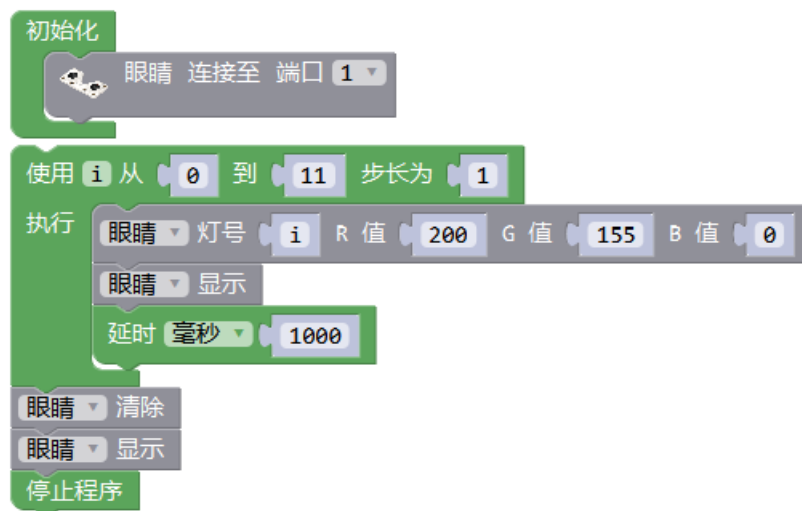 初始化
眼睛 连接至 端口 1
使用 i 从 0 到 11 步长为 1
执行
眼睛 灯号 i R 值 200 G 值 155 B 值 0
眼睛 显示
延时 毫秒 1000
眼睛 清除
眼睛 显示
停止程序